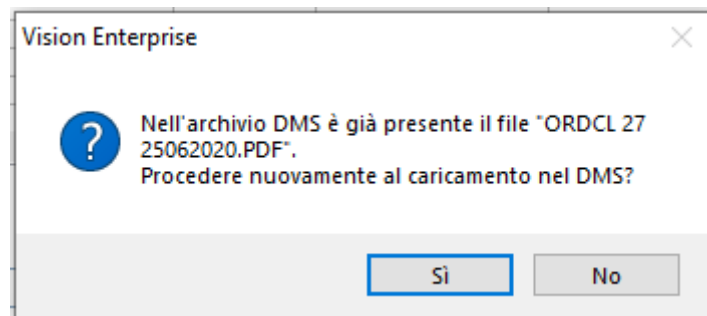 Vision Enterprise
Nell'archivio DMS è già presente il file "ORDCL 27
25062020.PDF".
Procedere nuovamente al caricamento nel DMS?
Sì
No